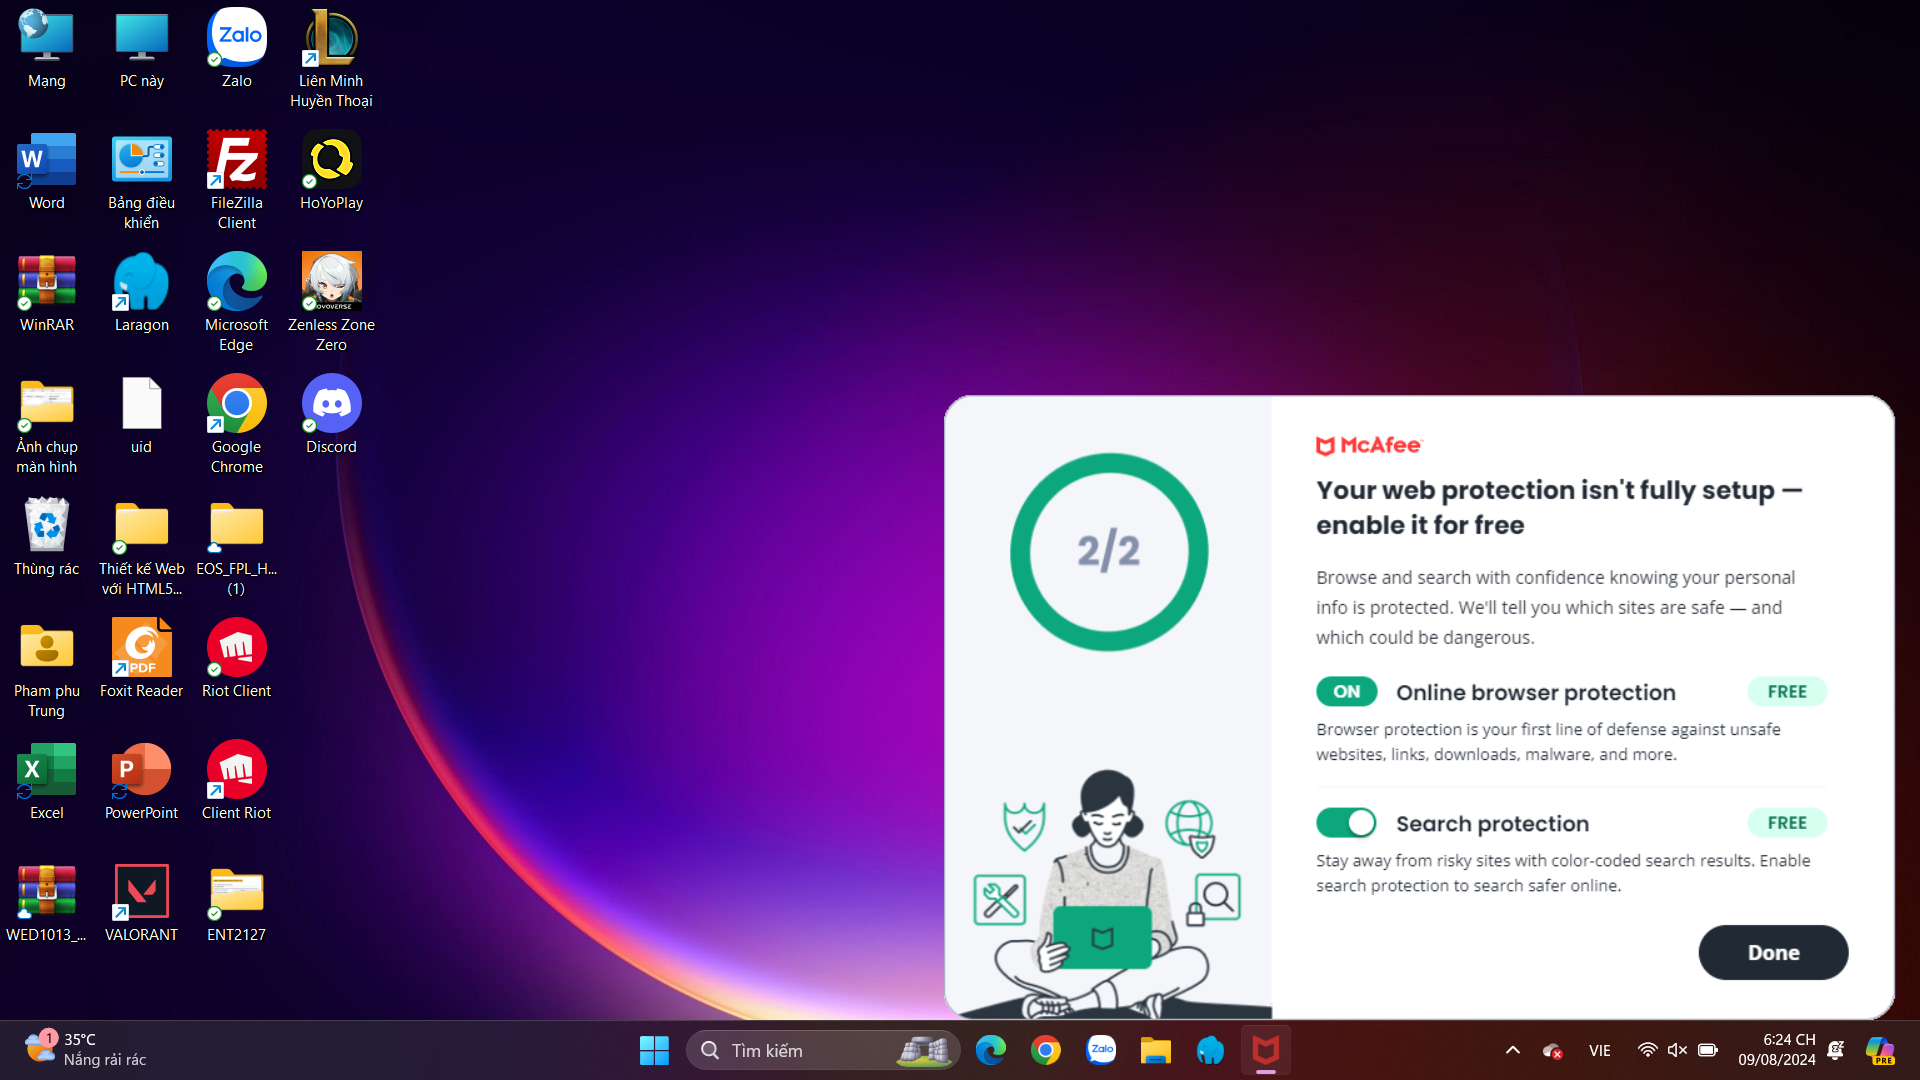 Mạng
PC này
Zalo
Zalo
L
Liên Minh
Huyền Thoại
W
Word
Bảng điều
khiển
Fz
FileZilla
Client
HoYoPlay
WinRAR
Laragon
Microsoft
Edge
Zenless Zone
Zero
Ảnh chụp
màn hình
uid
Google
Chrome
Discord
Thùng rác
Thiết kế Web
với HTML5...
EOS_FPL_H...
(1)
Pham phu
Trung
PDF
Foxit Reader
Riot Client
X
Excel
P
PowerPoint
Client Riot
WED1013_...
VALORANT
ENT2127
2/2
McAfee
Your web protection isn't fully setup —
enable it for free
Browse and search with confidence knowing your personal
info is protected. We'll tell you which sites are safe — and
which could be dangerous.
ON
Online browser protection
FREE
Browser protection is your first line of defense against unsafe
websites, links, downloads, malware, and more.
Search protection
FREE
Stay away from risky sites with color-coded search results. Enable
search protection to search safer online.
Done
1
35°C
Nắng rải rác
Tìm kiếm
Zalo
VIE
6:24 CH
09/08/2024
PRE